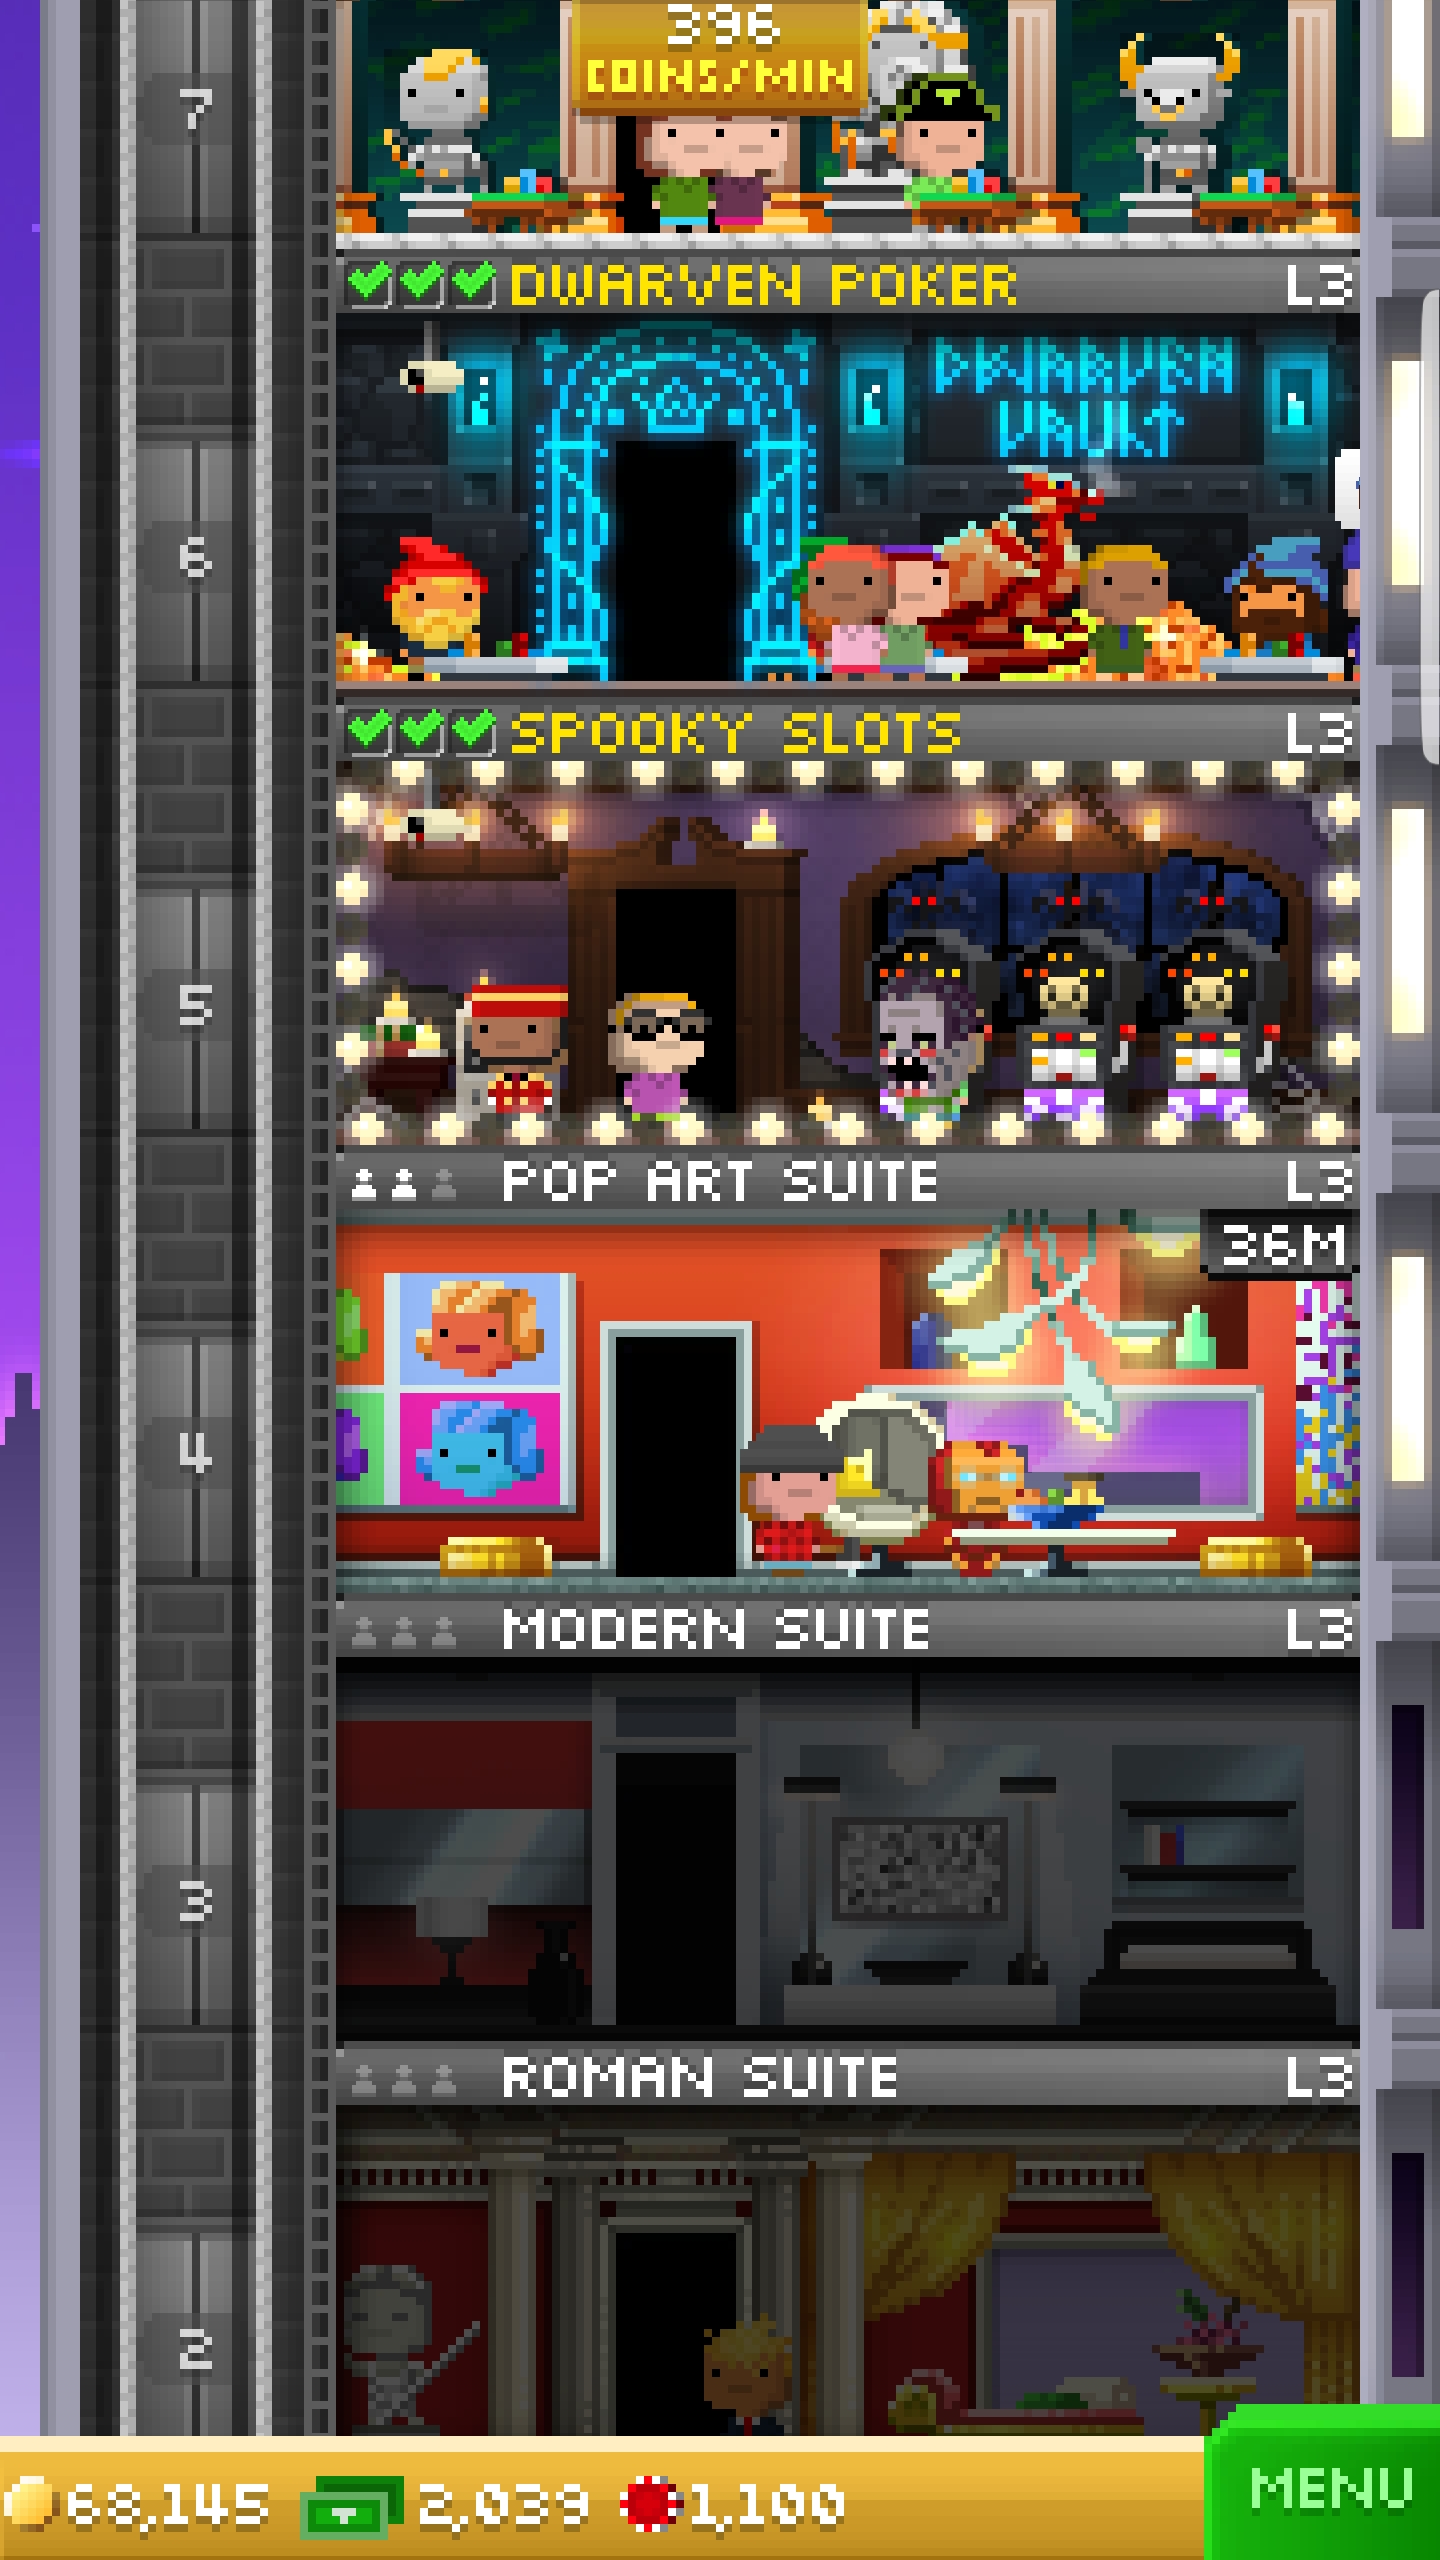 396
COINS/MIN
7
DWARVEN POKER L3
DWARVEN
VAULT
6
SPOOKY SLOTS L3
5
POP ART SUITE L3
36M
4
MODERN SUITE L3
3
ROMAN SUITE L3
2
68,145 2,039 1,100 MENU